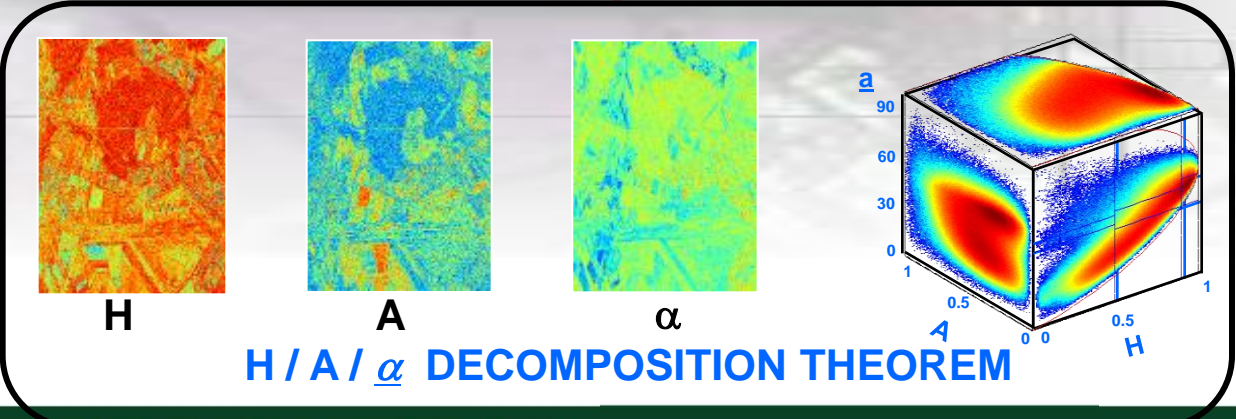 a
90
60
30
0
1
0.5
A
0 0
0.5
H
1
H
A
α
H / A / α DECOMPOSITION THEOREM